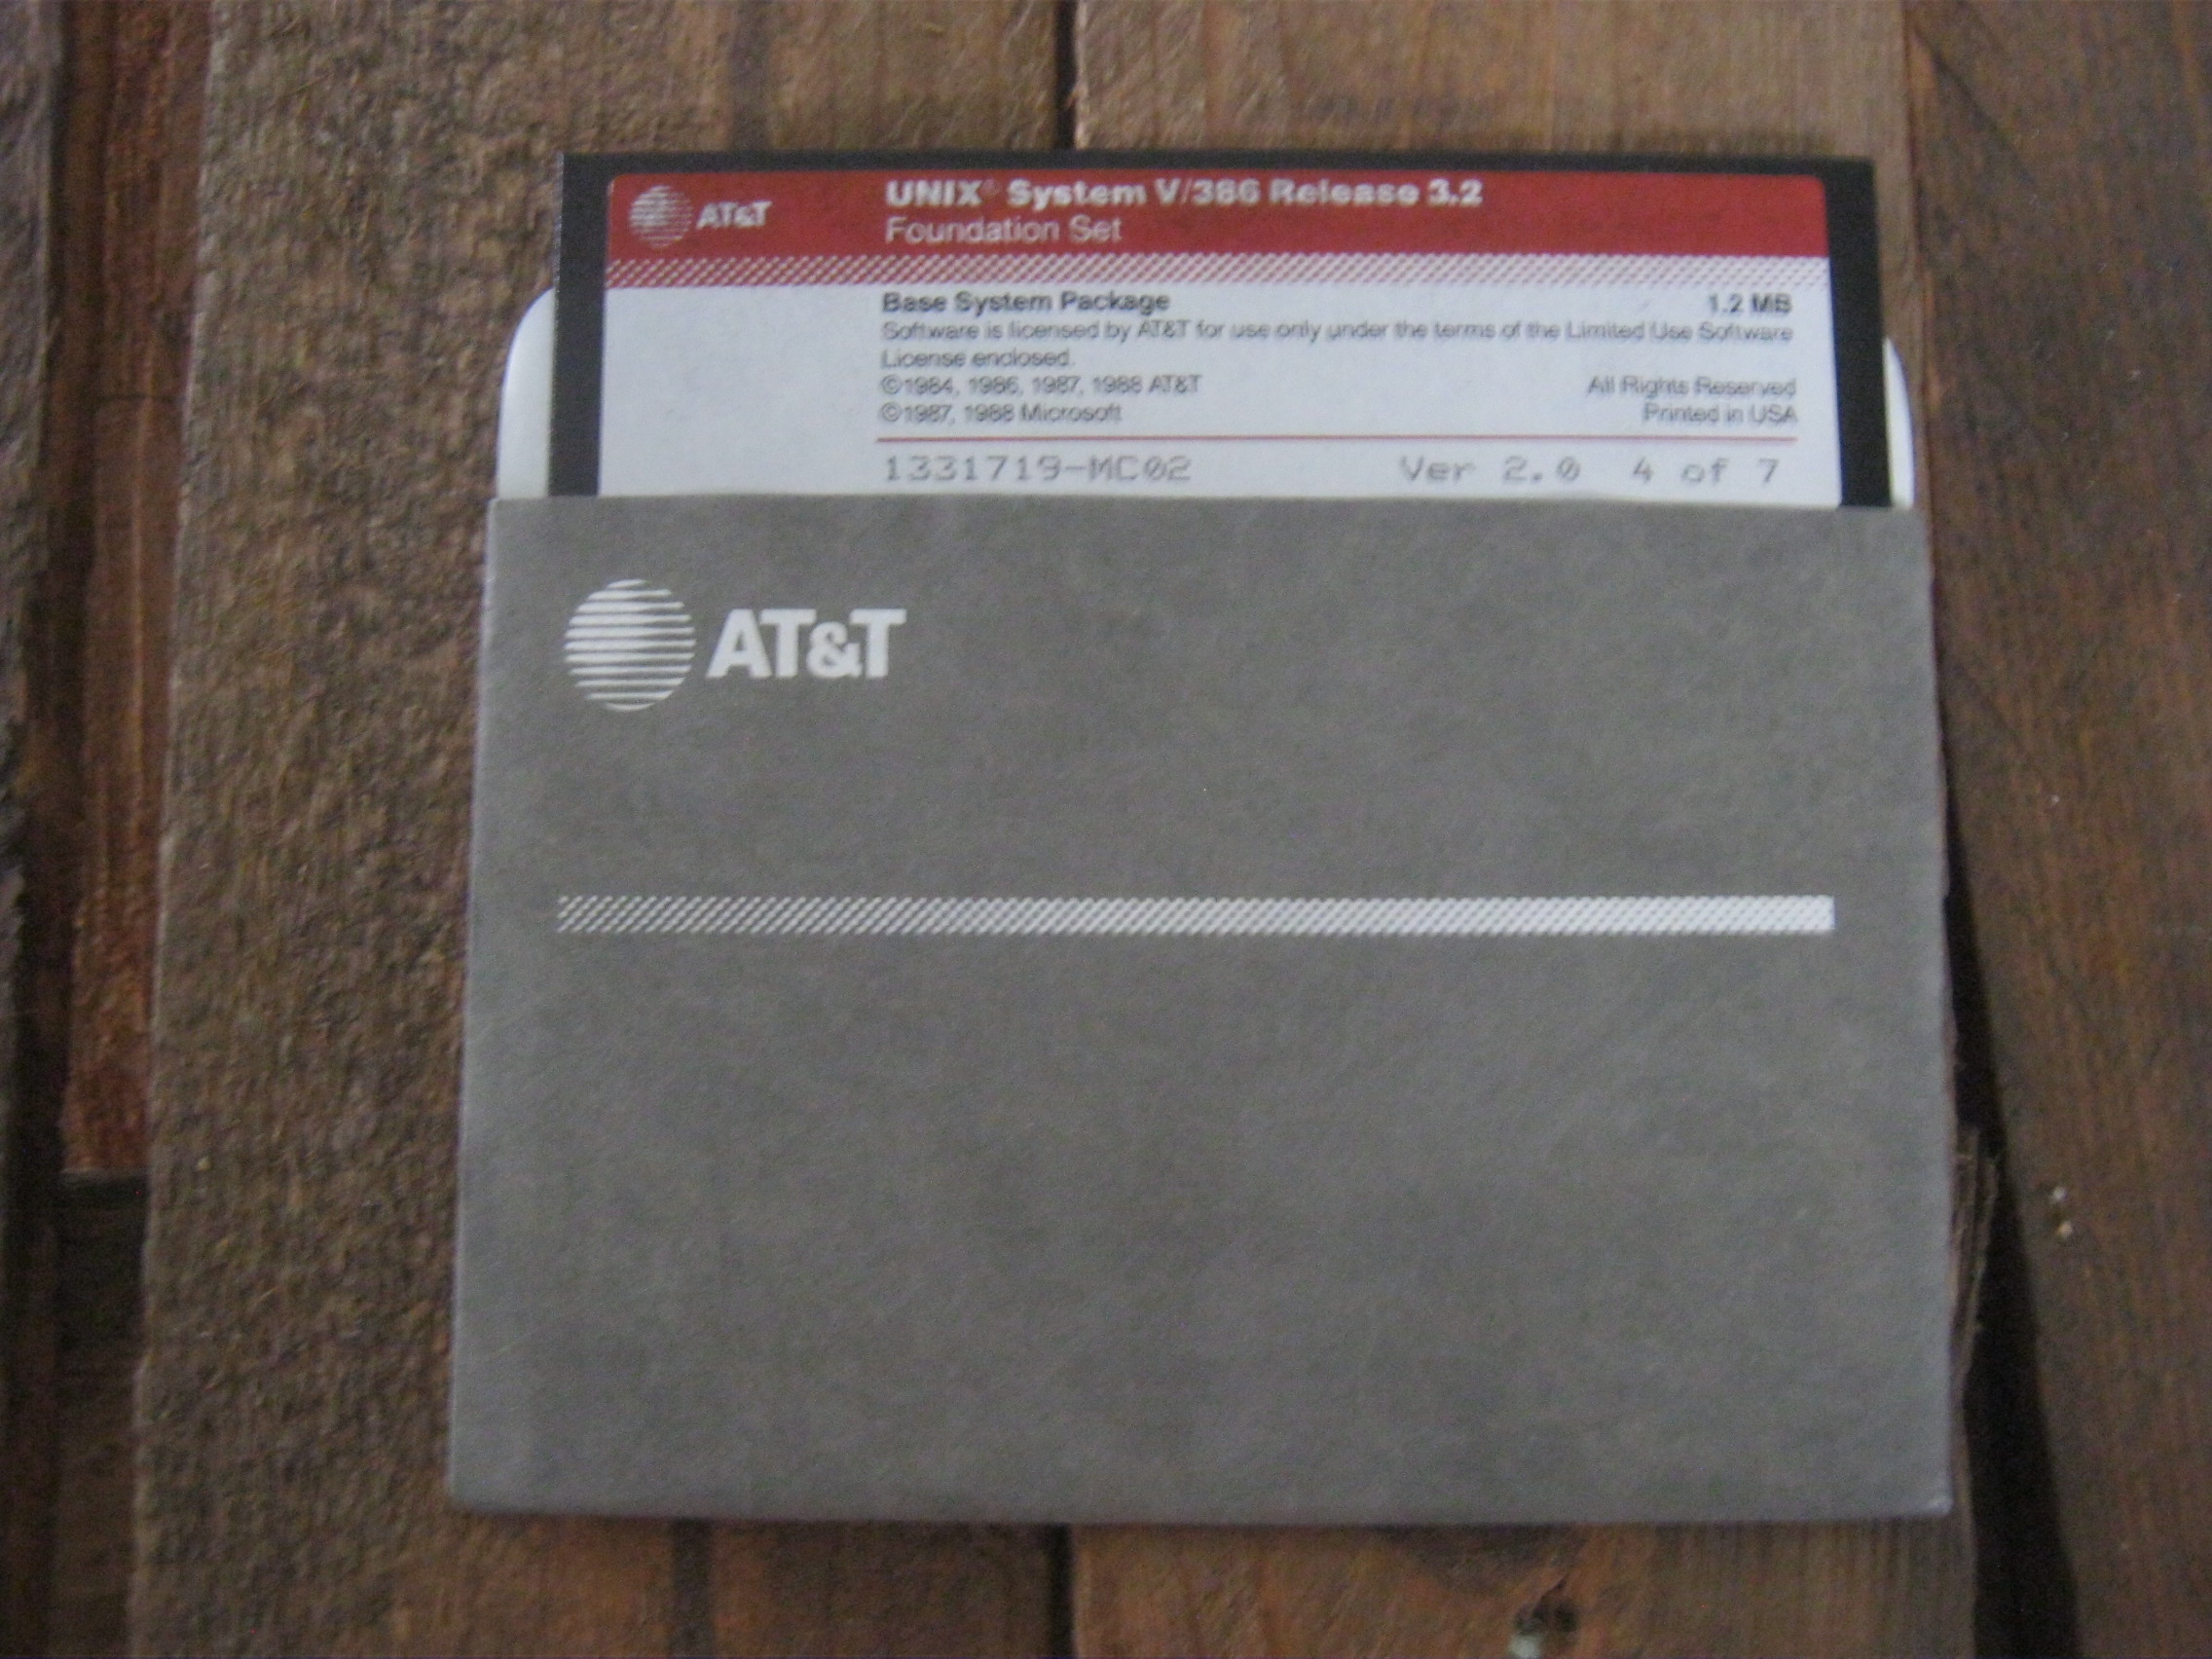 AT&T
UNIX® System V/386 Release 3.2
Foundation Set
Base System Package 1.2 MB
Software is licensed by AT&T for use only under the terms of the Limited Use Software
License enclosed.
©1984, 1986, 1987, 1988 AT&T All Rights Reserved
©1987, 1988 Microsoft Printed in USA
1331719-MC02 Ver 2.0 4 of 7
AT&T